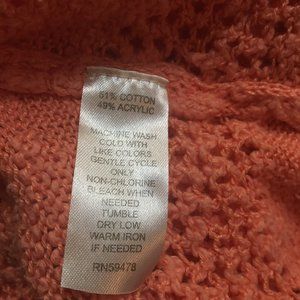 51% COTTON
49% ACRYLIC
MACHINE WASH
COLD WITH
LIKE COLORS
GENTLE CYCLE
ONLY
NON-CHLORINE
BLEACH WHEN
NEEDED
TUMBLE
DRY LOW
WARM IRON
IF NEEDED
RN59478